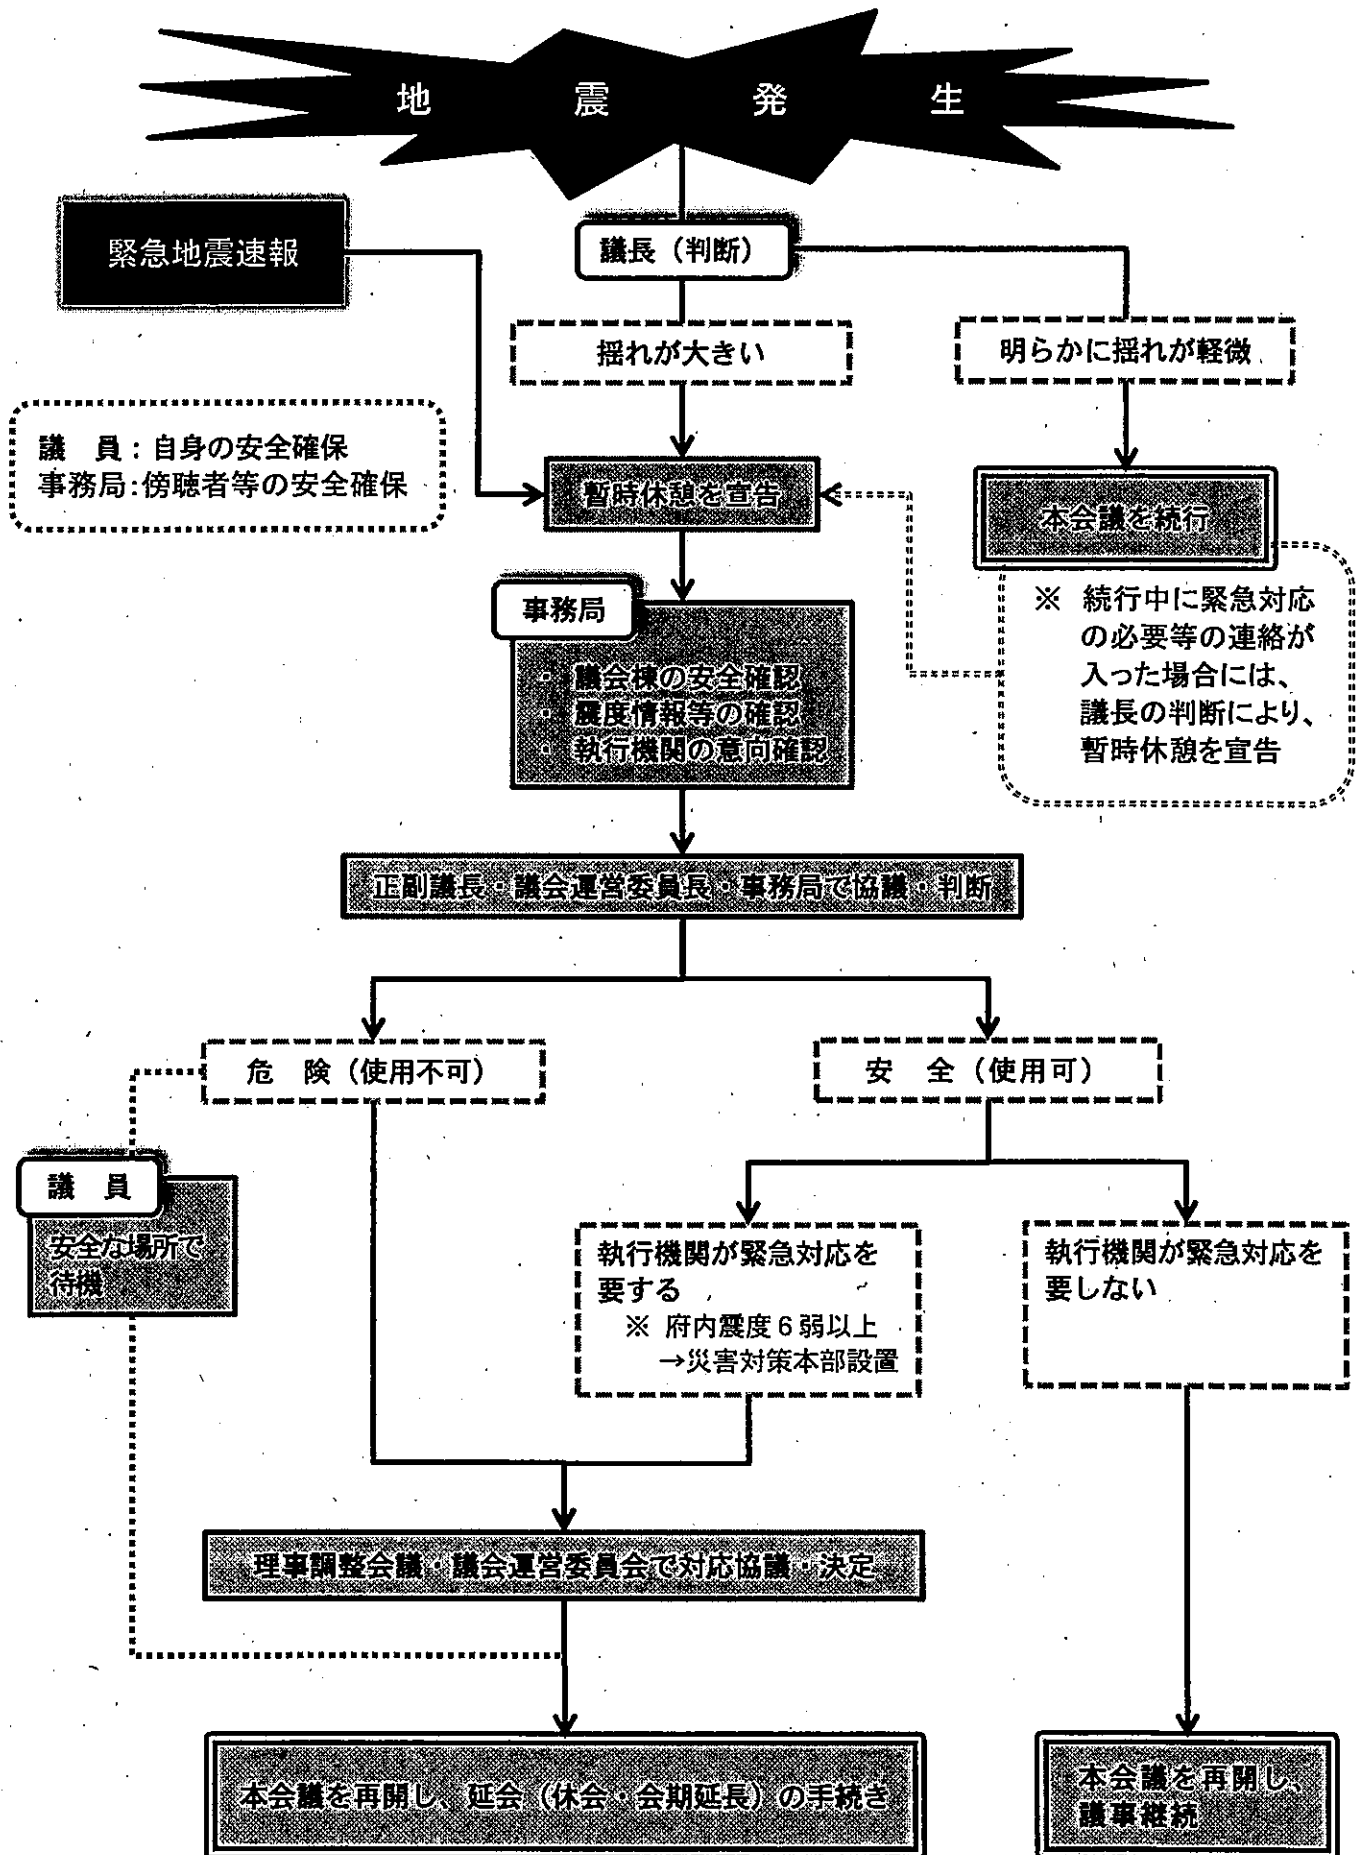 地震発生
緊急地震速報
議長（判断）
揺れが大きい
明らかに揺れが軽微
議　員：自身の安全確保
事務局：傍聴者等の安全確保
暫時休憩を宣告
本会議を続行
※　続行中に緊急対応
の必要等の連絡が
入った場合には、
議長の判断により、
暫時休憩を宣告
事務局
・　議会棟の安全確認
・　震度情報等の確認
・　執行機関の意向確認
正副議長・議会運営委員長・事務局で協議・判断
危　険（使用不可）
安　全（使用可）
議　員
安全な場所で
待機
執行機関が緊急対応を
要する
※　府内震度６弱以上
→災害対策本部設置
執行機関が緊急対応を
要しない
理事調整会議・議会運営委員会で対応協議・決定
本会議を再開し、延会（休会・会期延長）の手続き
本会議を再開し、
議事継続